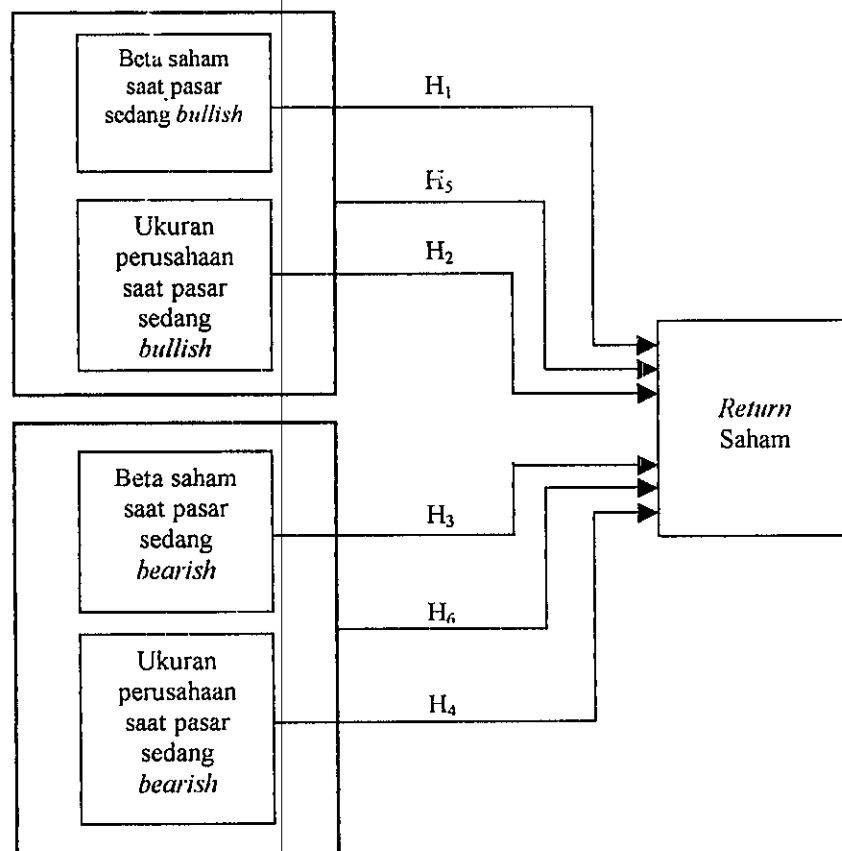 Beta saham
saat pasar
sedang bullish
H₁
H₅
Ukuran
perusahaan
saat pasar
sedang
bullish
H₂
Return
Saham
Beta saham
saat pasar
sedang
bearish
H₃
H₆
Ukuran
perusahaan
saat pasar
sedang
bearish
H₄